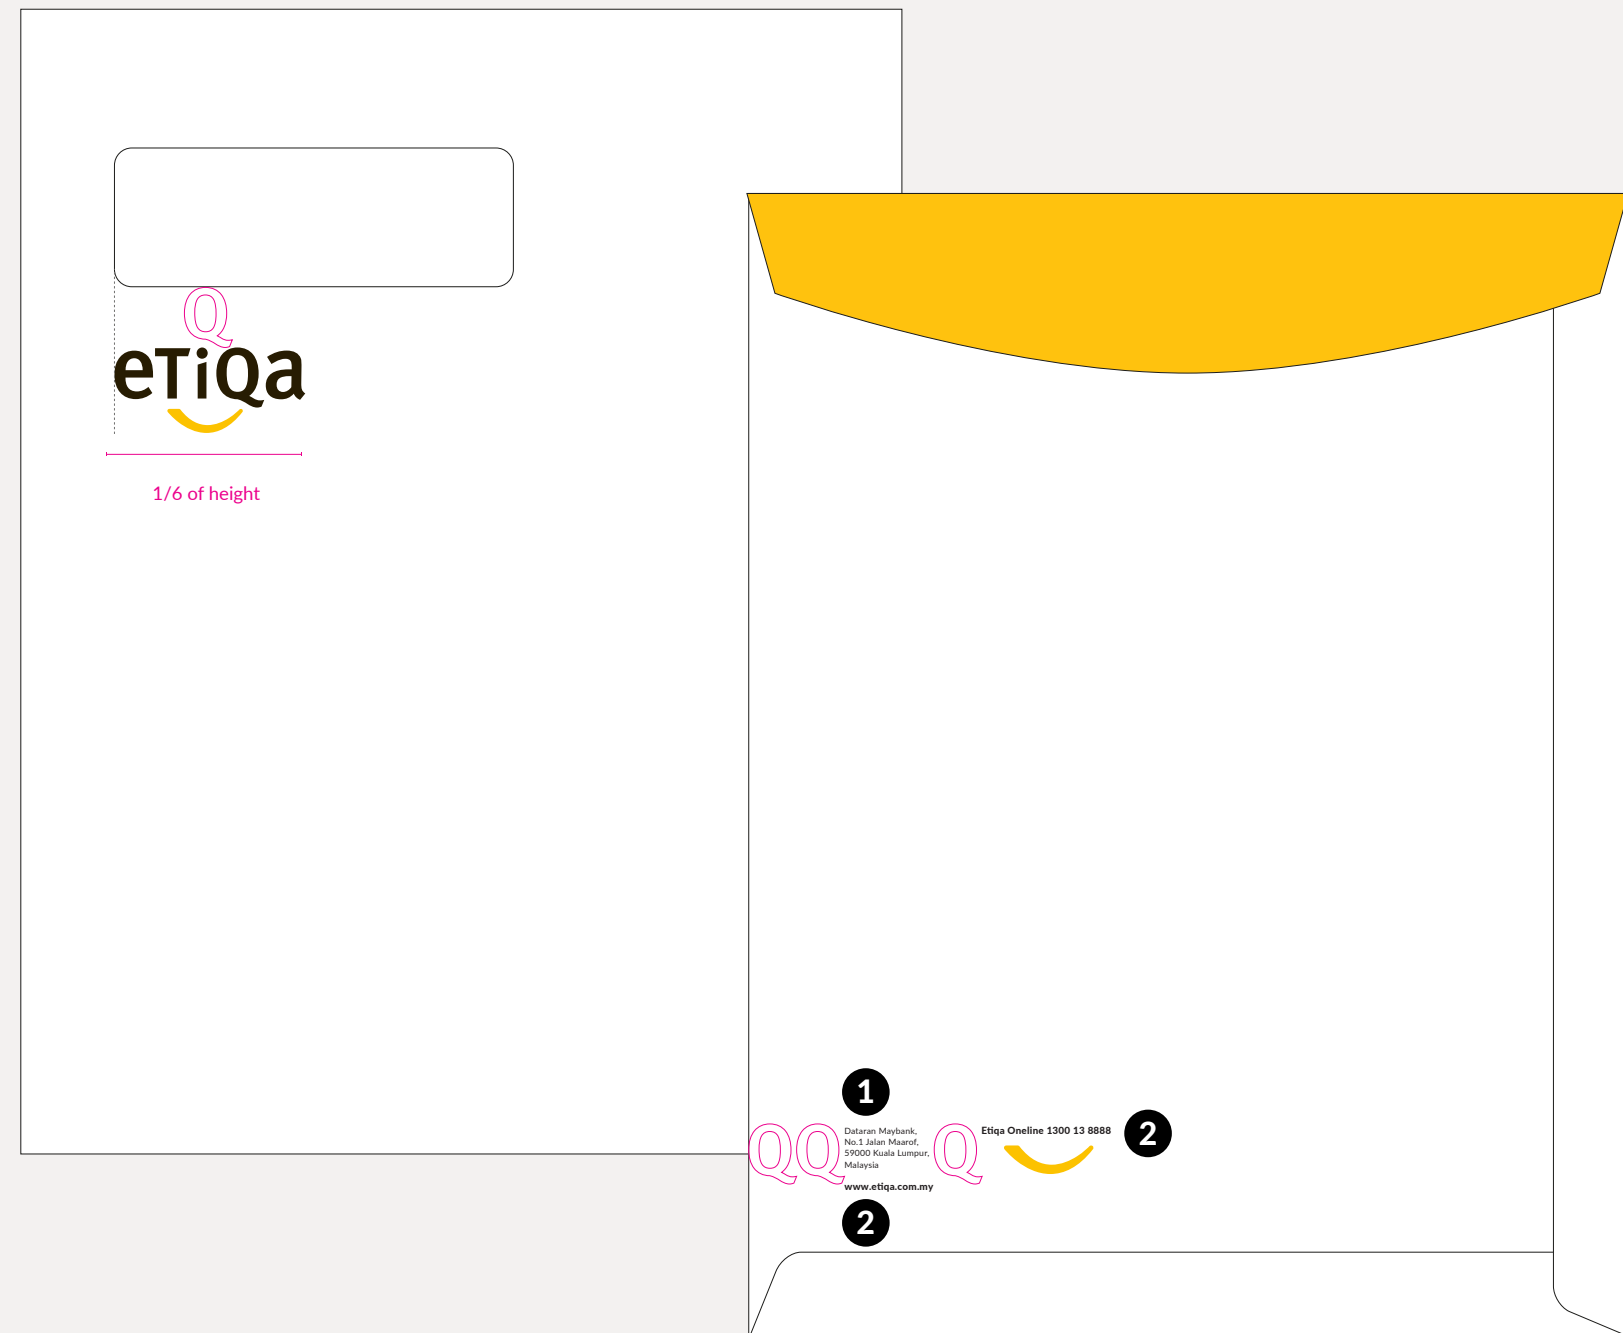 Q
eTiQa
1/6 of height
1
QQ
Dataran Maybank,
No.1 Jalan Maarof,
59000 Kuala Lumpur,
Malaysia
www.etiqa.com.my
2
Q
Etiqa Oneline 1300 13 8888
2